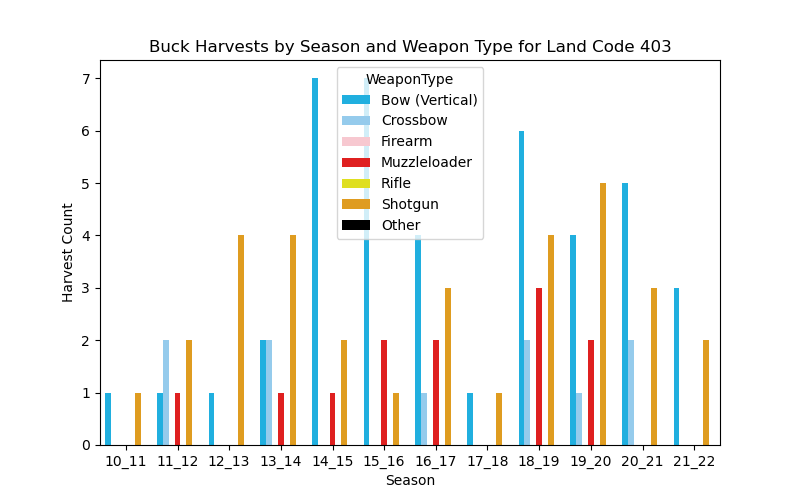 Buck Harvests by Season and Weapon Type for Land Code 403
WeaponType
Bow (Vertical)
Crossbow
Firearm
Muzzleloader
Rifle
Shotgun
Other
Harvest Count
7
6
5
4
3
2
1
0
10_11 11_12 12_13 13_14 14_15 15_16 16_17 17_18 18_19 19_20 20_21 21_22
Season